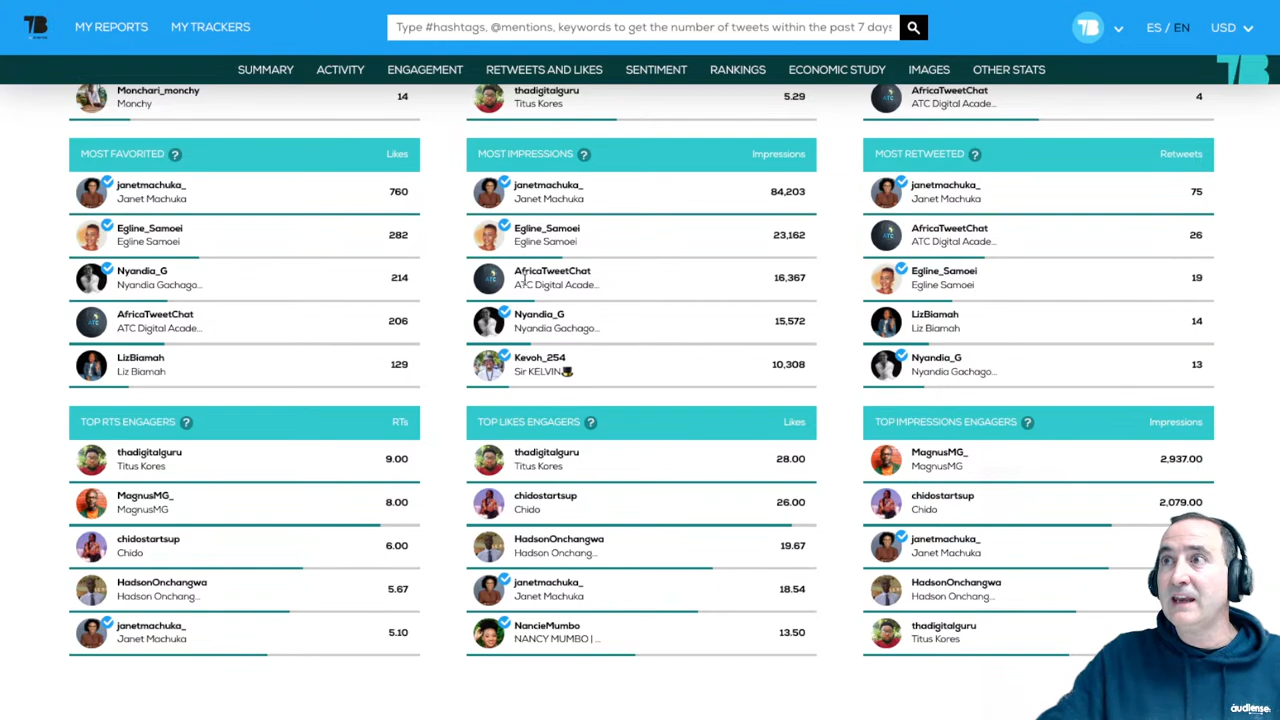 7B
MY REPORTS
MY TRACKERS
Type #hashtags, @mentions, keywords to get the number of tweets within the past 7 days
7B
ES / EN
USD
SUMMARY
ACTIVITY
ENGAGEMENT
RETWEETS AND LIKES
SENTIMENT
RANKINGS
ECONOMIC STUDY
IMAGES
OTHER STATS
7B
Monchari_monchy
Monchy
14
thadigitalguru
Titus Kores
5.29
AfricaTweetChat
ATC Digital Acade...
4
MOST FAVORITED ?
Likes
janetmachuka_
Janet Machuka
760
Egline_Samoei
Egline Samoei
282
Nyandia_G
Nyandia Gachago...
214
AfricaTweetChat
ATC Digital Acade...
206
LizBiamah
Liz Biamah
129
MOST IMPRESSIONS ?
Impressions
janetmachuka_
Janet Machuka
84,203
Egline_Samoei
Egline Samoei
23,162
AfricaTweetChat
ATC Digital Acade...
16,367
Nyandia_G
Nyandia Gachago...
15,572
Kevoh_254
Sir KELVIN🎩
10,308
MOST RETWEETED ?
Retweets
janetmachuka_
Janet Machuka
75
AfricaTweetChat
ATC Digital Acade...
26
Egline_Samoei
Egline Samoei
19
LizBiamah
Liz Biamah
14
Nyandia_G
Nyandia Gachago...
13
TOP RTS ENGAGERS ?
RTs
thadigitalguru
Titus Kores
9.00
MagnusMG_
MagnusMG
8.00
chidostartsup
Chido
6.00
HadsonOnchangwa
Hadson Onchang...
5.67
janetmachuka_
Janet Machuka
5.10
TOP LIKES ENGAGERS ?
Likes
thadigitalguru
Titus Kores
28.00
chidostartsup
Chido
26.00
HadsonOnchangwa
Hadson Onchang...
19.67
janetmachuka_
Janet Machuka
18.54
NancieMumbo
NANCY MUMBO | ...
13.50
TOP IMPRESSIONS ENGAGERS ?
Impressions
MagnusMG_
MagnusMG
2,937.00
chidostartsup
Chido
2,079.00
janetmachuka_
Janet Machuka
HadsonOnchangwa
Hadson Onchang...
thadigitalguru
Titus Kores
audiense